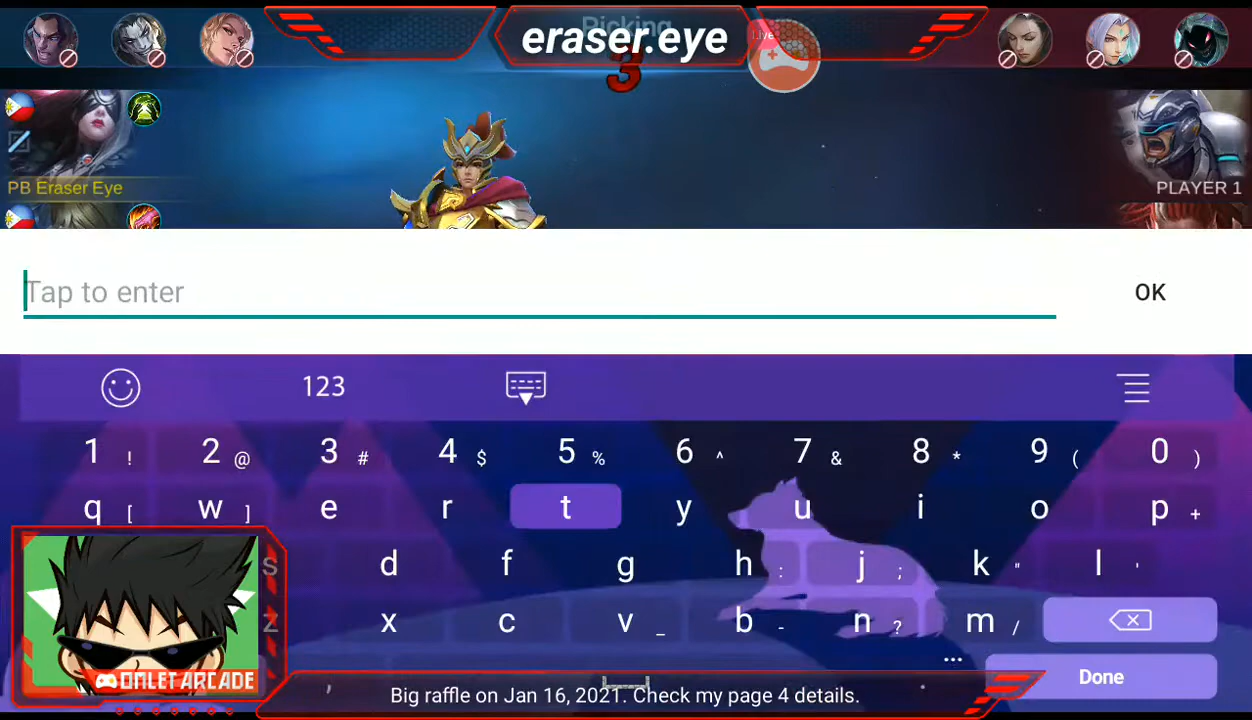 Picking
eraser.eye
Live
3
PB Eraser Eye
PLAYER 1
Tap to enter
OK
123
1 ! 2 @ 3 # 4 $ 5 % 6 ^ 7 & 8 * 9 ( 0 )
q [ w ] e r t y u i o p +
s d f g h : j ; k " l '
z x c v _ b - n ? m /
...
Done
OMLET ARCADE
Big raffle on Jan 16, 2021. Check my page 4 details.